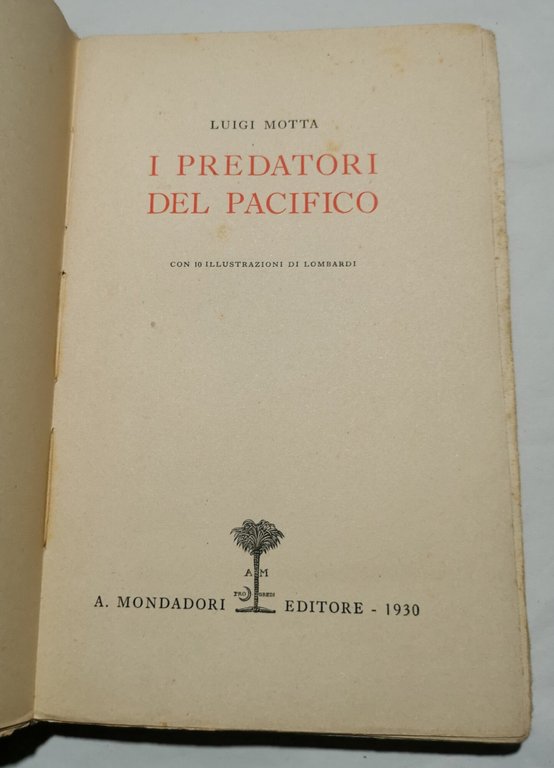 LUIGI MOTTA
I PREDATORI
DEL PACIFICO
CON 10 ILLUSTRAZIONI DI LOMBARDI
A M
A. MONDADORI EDITORE - 1930